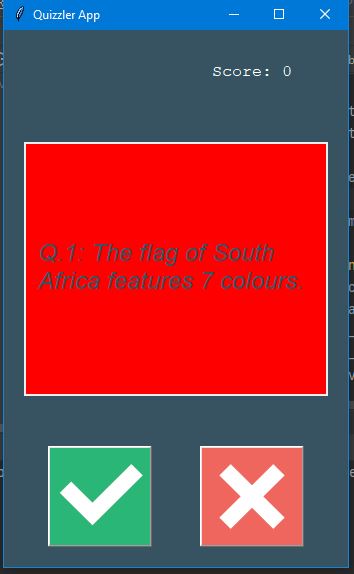 Quizzler App
Score: 0
Q.1: The flag of South
Africa features 7 colours.